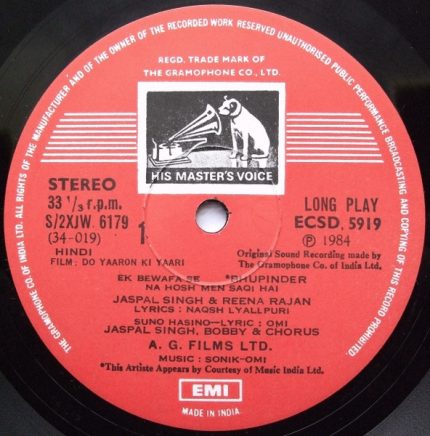 THE GRAMOPHONE CO. OF INDIA LTD. ALL RIGHTS OF THE MANUFACTURER AND OF THE OWNER OF THE RECORDED WORK RESERVED UNAUTHORISED PUBLIC PERFORMANCE BROADCASTING AND COPYING OF THIS RECORD PROHIBITED.
REGD. TRADE MARK OF
THE GRAMOPHONE CO., LTD.
HIS MASTER'S VOICE
STEREO
33 1/3 r.p.m.
S/2XJW 6179
(34-019)
1
HINDI
FILM: DO YAARON KI YAARI
LONG PLAY
ECSD. 5919
Ⓟ 1984
Original Sound Recording made by
The Gramophone Co. of India Ltd.
EK BEWAFA SE *BHUPINDER
NA HOSH MEN SAQI HAI
JASPAL SINGH & REENA RAJAN
LYRICS: NAQSH LYALLPURI
SUNO HASINO—LYRIC: OMI
JASPAL SINGH, BOBBY & CHORUS
A. G. FILMS LTD.
MUSIC: SONIK-OMI
*This Artiste Appears by Courtesy of Music India Ltd.
EMI
MADE IN INDIA